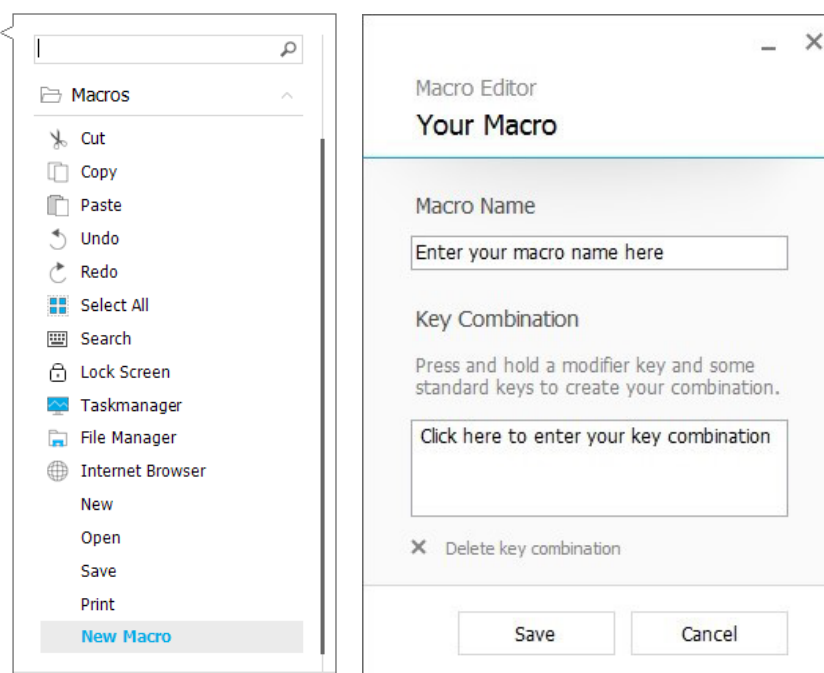 Macros
Cut
Copy
Paste
Undo
Redo
Select All
Search
Lock Screen
Taskmanager
File Manager
Internet Browser
New
Open
Save
Print
New Macro
Macro Editor
Your Macro
Macro Name
Enter your macro name here
Key Combination
Press and hold a modifier key and some
standard keys to create your combination.
Click here to enter your key combination
Delete key combination
Save
Cancel